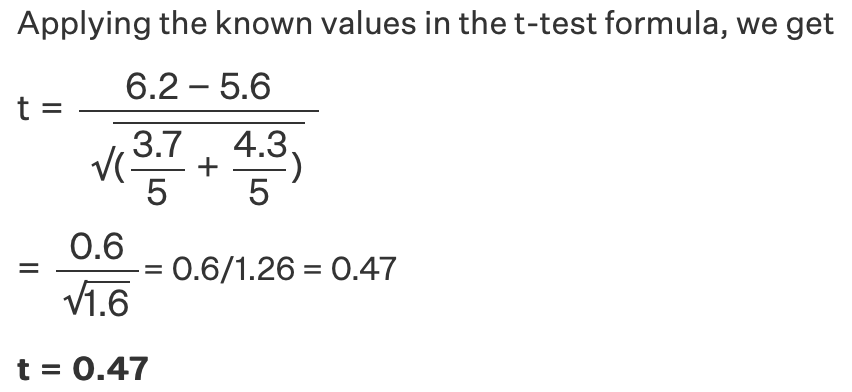 Applying the known values in the t-test formula, we get
t = 
6.2 – 5.6
√(3.7/5 + 4.3/5)
= 0.6/√1.6 = 0.6/1.26 = 0.47
t = 0.47